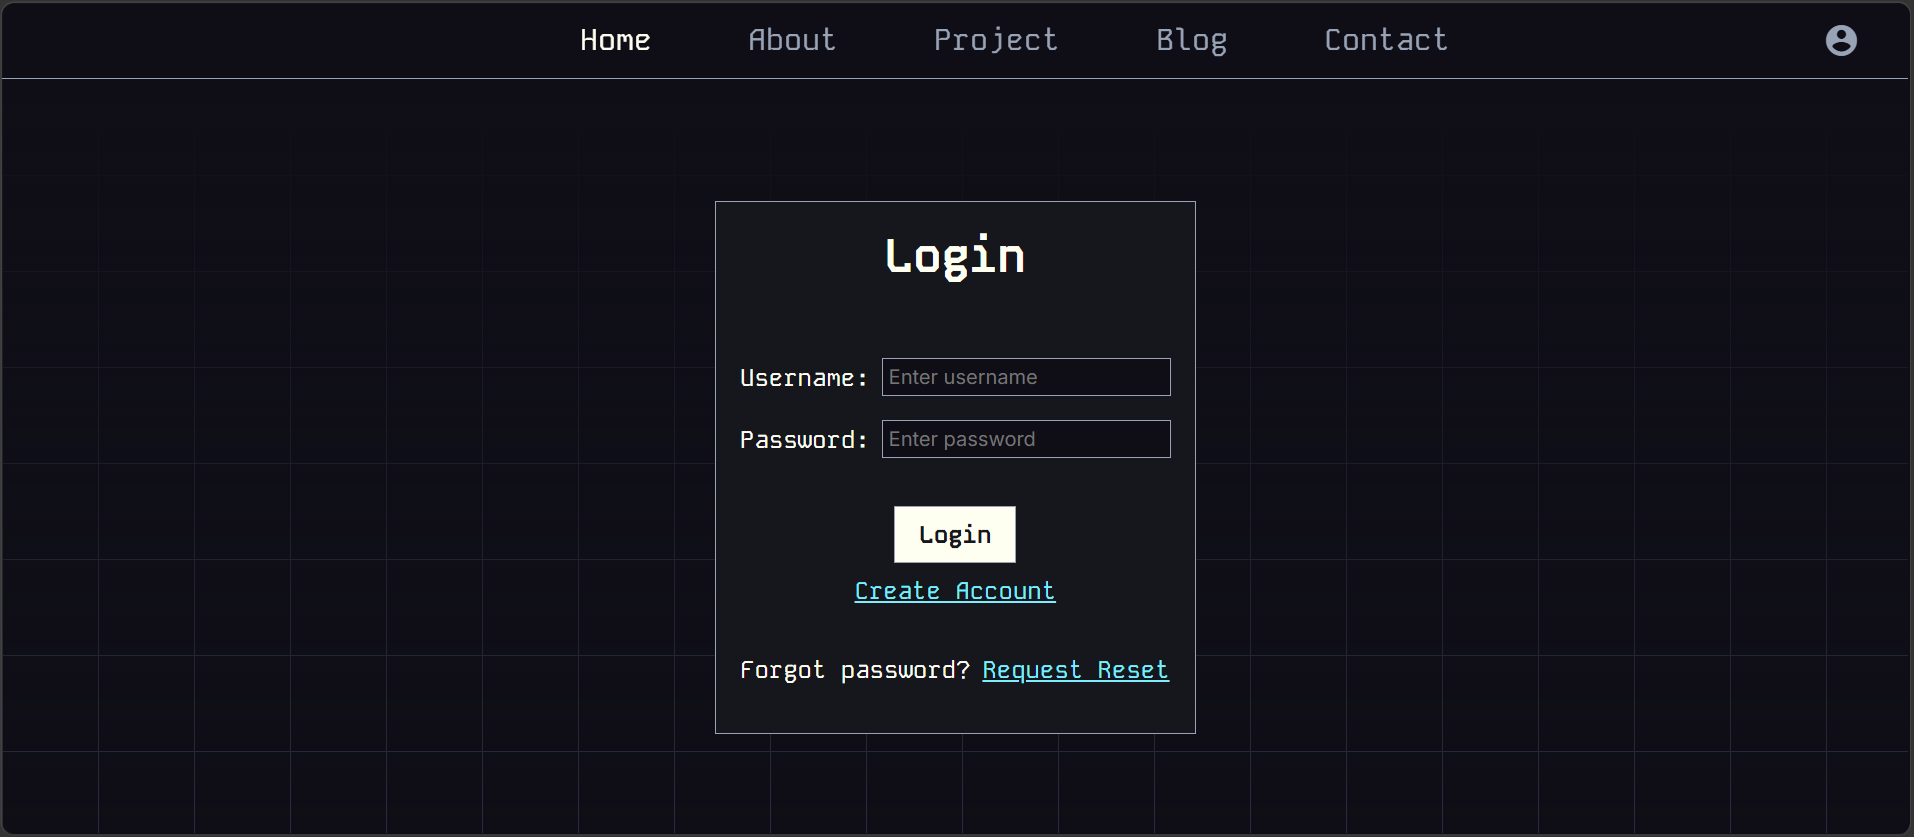 Home About Project Blog Contact
Login
Username: Enter username
Password: Enter password
Login
Create Account
Forgot password? Request Reset